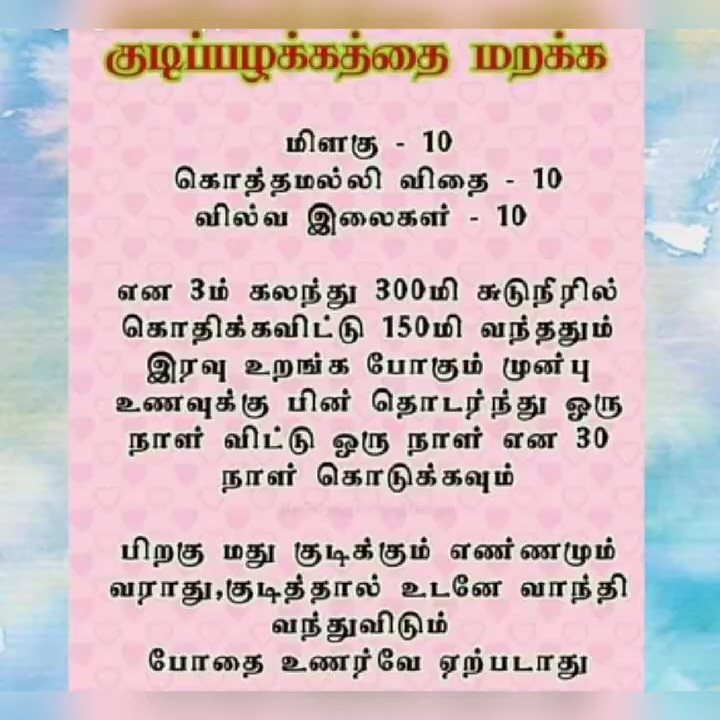 குடிப்பழக்கத்தை மறக்க
மிளகு - 10
கொத்தமல்லி விதை - 10
வில்வ இலைகள் - 10
என 3ம் கலந்து 300மி சுடுநீரில்
கொதிக்கவிட்டு 150மி வந்ததும்
இரவு உறங்க போகும் முன்பு
உணவுக்கு பின் தொடர்ந்து ஒரு
நாள் விட்டு ஒரு நாள் என 30
நாள் கொடுக்கவும்
பிறகு மது குடிக்கும் எண்ணமும்
வராது,குடித்தால் உடனே வாந்தி
வந்துவிடும்
போதை உணர்வே ஏற்படாது